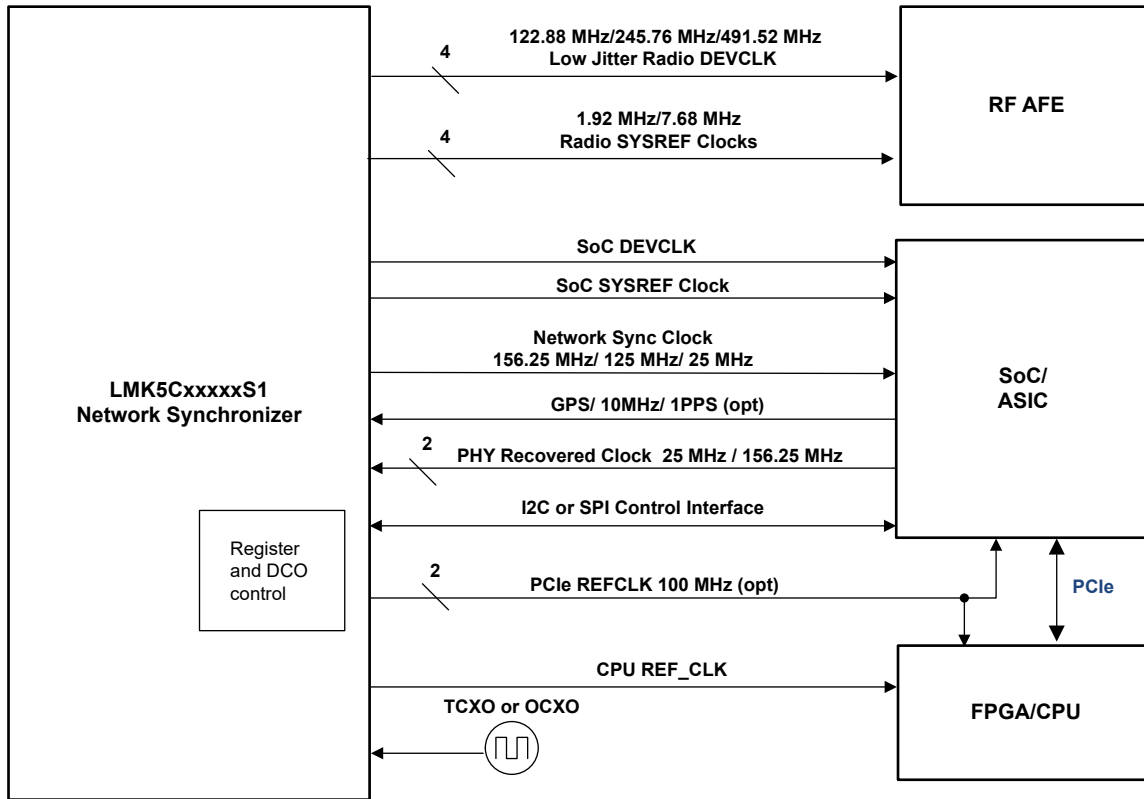 122.88 MHz/245.76 MHz/491.52 MHz
4
Low Jitter Radio DEVCLK
RF AFE
1.92 MHz/7.68 MHz
4
Radio SYSREF Clocks
SoC DEVCLK
SoC SYSREF Clock
Network Sync Clock
156.25 MHz/ 125 MHz/ 25 MHz
LMK5CxxxxxS1
Network Synchronizer
SoC/
ASIC
GPS/ 10MHz/ 1PPS (opt)
2
PHY Recovered Clock 25 MHz / 156.25 MHz
I2C or SPI Control Interface
Register
and DCO
control
2
PCIe REFCLK 100 MHz (opt)
PCIe
CPU REF_CLK
TCXO or OCXO
FPGA/CPU